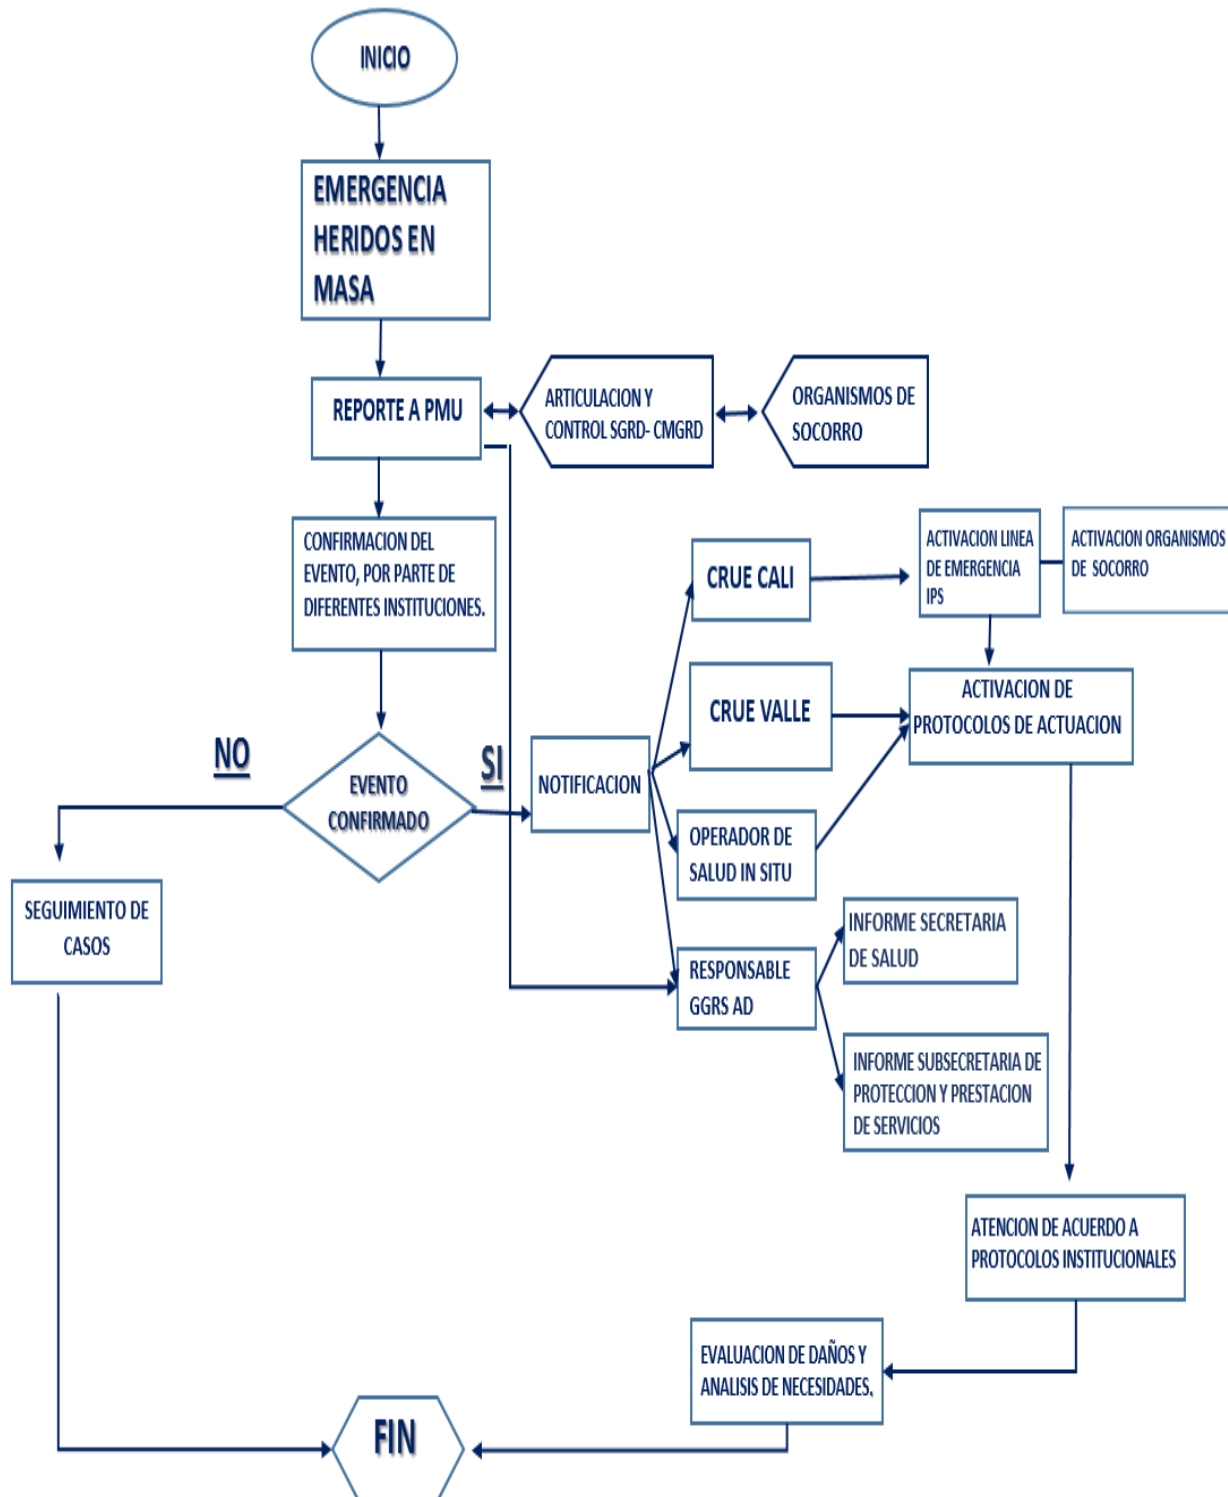 INICIO
EMERGENCIA
HERIDOS EN
MASA
REPORTE A PMU
ARTICULACION Y
CONTROL SGRD- CMGRD
ORGANISMOS DE
SOCORRO
CONFIRMACION DEL
EVENTO, POR PARTE DE
DIFERENTES INSTITUCIONES.
CRUE CALI
ACTIVACION LINEA
DE EMERGENCIA
IPS
ACTIVACION ORGANISMOS
DE SOCORRO
CRUE VALLE
ACTIVACION DE
PROTOCOLOS DE ACTUACION
NO
SI
EVENTO
CONFIRMADO
NOTIFICACION
OPERADOR DE
SALUD IN SITU
SEGUIMIENTO DE
CASOS
RESPONSABLE
GGRS AD
INFORME SECRETARIA
DE SALUD
INFORME SUBSECRETARIA DE
PROTECCION Y PRESTACION
DE SERVICIOS
ATENCION DE ACUERDO A
PROTOCOLOS INSTITUCIONALES
EVALUACION DE DAÑOS Y
ANALISIS DE NECESIDADES.
FIN